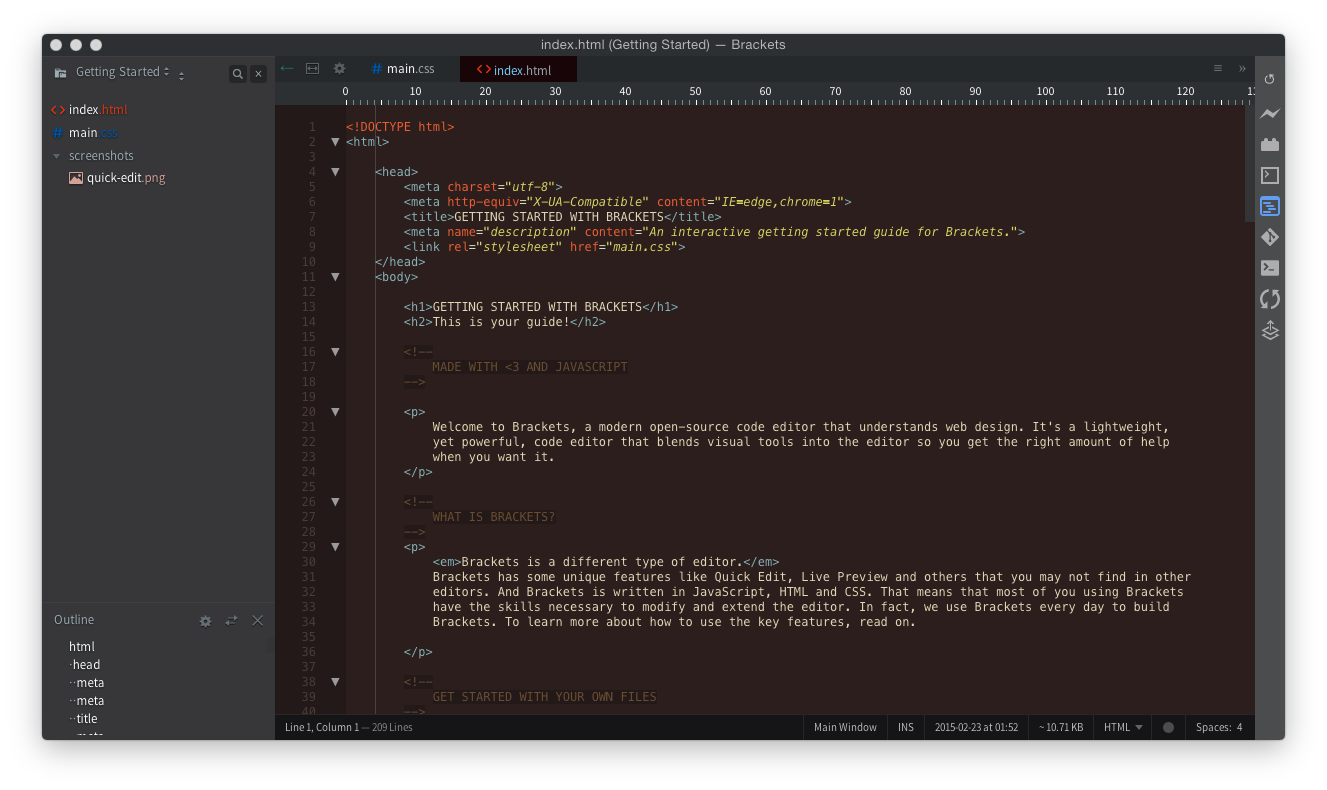 index.html (Getting Started) — Brackets
Getting Started
main.css
index.html
index.html
main.css
screenshots
quick-edit.png
0 10 20 30 40 50 60 70 80 90 100 110 120
1 <!DOCTYPE html>
2 <html>
3
4 <head>
5 <meta charset="utf-8">
6 <meta http-equiv="X-UA-Compatible" content="IE=edge,chrome=1">
7 <title>GETTING STARTED WITH BRACKETS</title>
8 <meta name="description" content="An interactive getting started guide for Brackets.">
9 <link rel="stylesheet" href="main.css">
10 </head>
11 <body>
12
13 <h1>GETTING STARTED WITH BRACKETS</h1>
14 <h2>This is your guide!</h2>
15
16 <!--
17 MADE WITH <3 AND JAVASCRIPT
18 -->
19
20 <p>
21 Welcome to Brackets, a modern open-source code editor that understands web design. It's a lightweight,
22 yet powerful, code editor that blends visual tools into the editor so you get the right amount of help
23 when you want it.
24 </p>
25
26 <!--
27 WHAT IS BRACKETS?
28 -->
29 <p>
30 <em>Brackets is a different type of editor.</em>
31 Brackets has some unique features like Quick Edit, Live Preview and others that you may not find in other
32 editors. And Brackets is written in JavaScript, HTML and CSS. That means that most of you using Brackets
33 have the skills necessary to modify and extend the editor. In fact, we use Brackets every day to build
34 Brackets. To learn more about how to use the key features, read on.
35
36 </p>
37
38 <!--
39 GET STARTED WITH YOUR OWN FILES
40 -->
Outline
html
·head
··meta
··meta
··title
··meta
Line 1, Column 1 — 209 Lines
Main Window
INS
2015-02-23 at 01:52
~ 10.71 KB
HTML
Spaces: 4